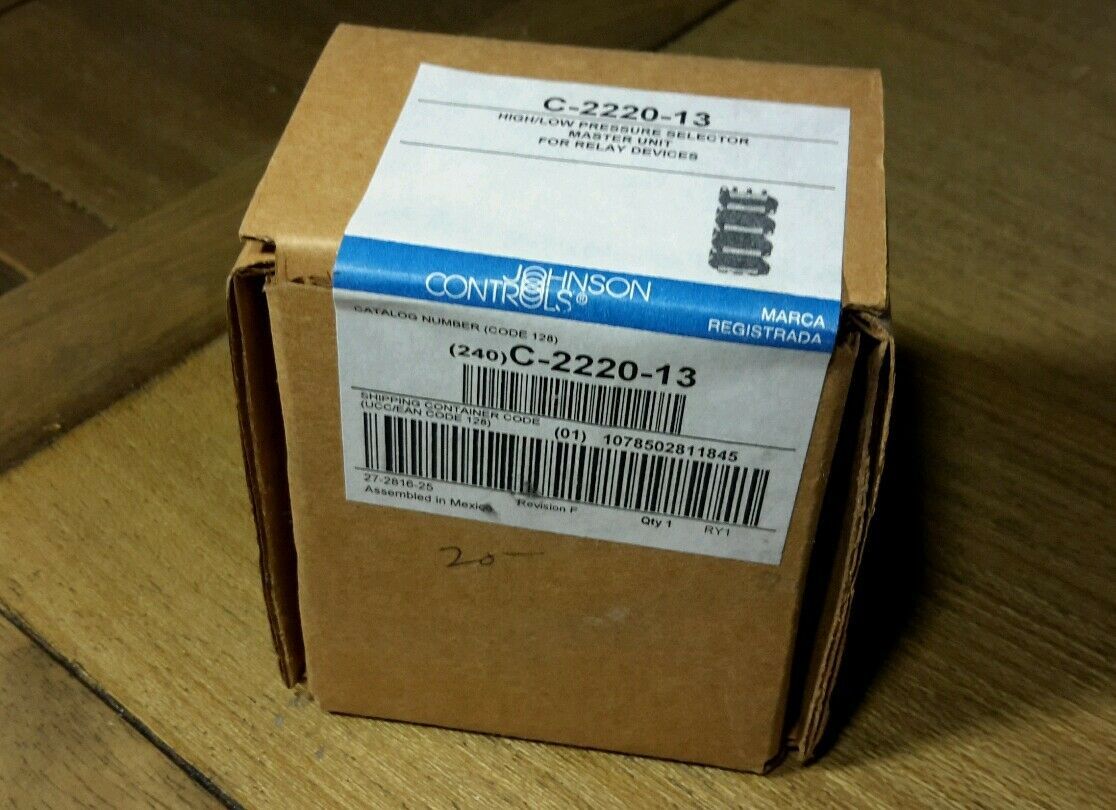 C-2220-13
HIGH/LOW PRESSURE SELECTOR
MASTER UNIT
FOR RELAY DEVICES
JOHNSON
CONTROLS®
MARCA
REGISTRADA
CATALOG NUMBER (CODE 128)
(240)C-2220-13
SHIPPING CONTAINER CODE
(UCC/EAN CODE 128)
(01) 1078502811845
27-2816-25
Assembled in Mexico Revision F Qty 1 RY1
20-